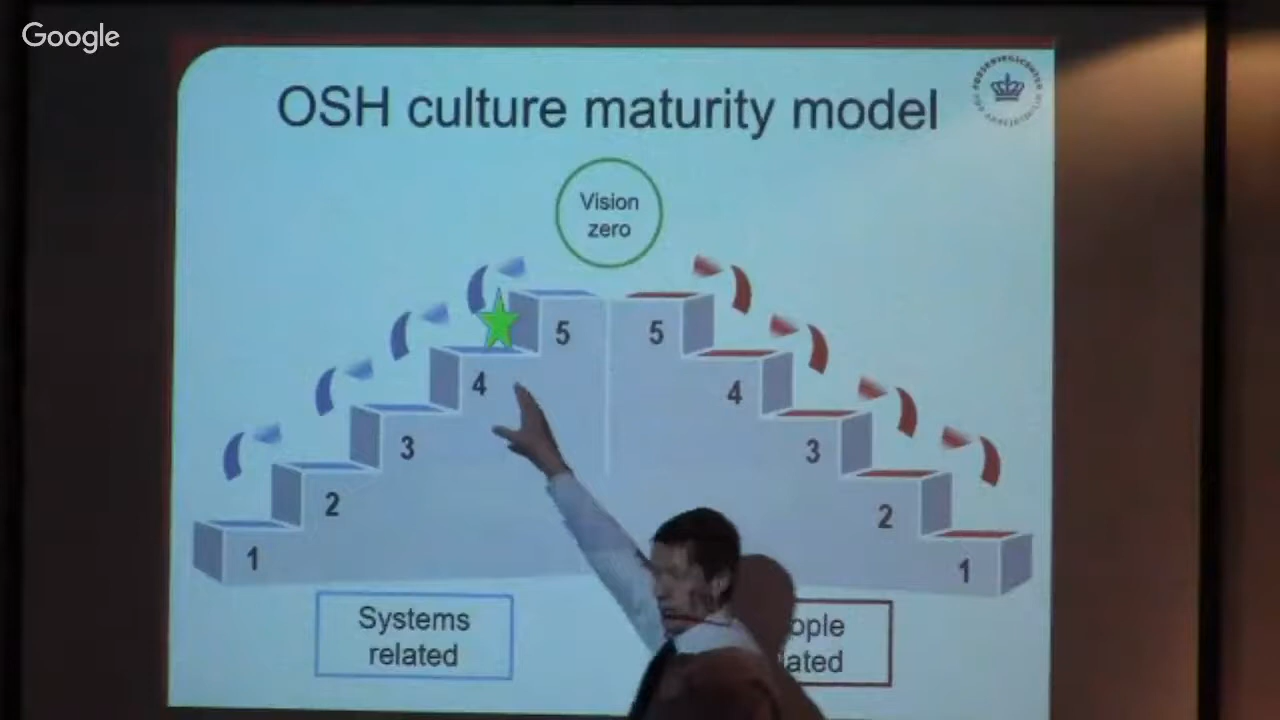 Google
OSH culture maturity model
Vision
zero
5
5
4
4
3
3
2
2
1
1
Systems
related
ople
ated